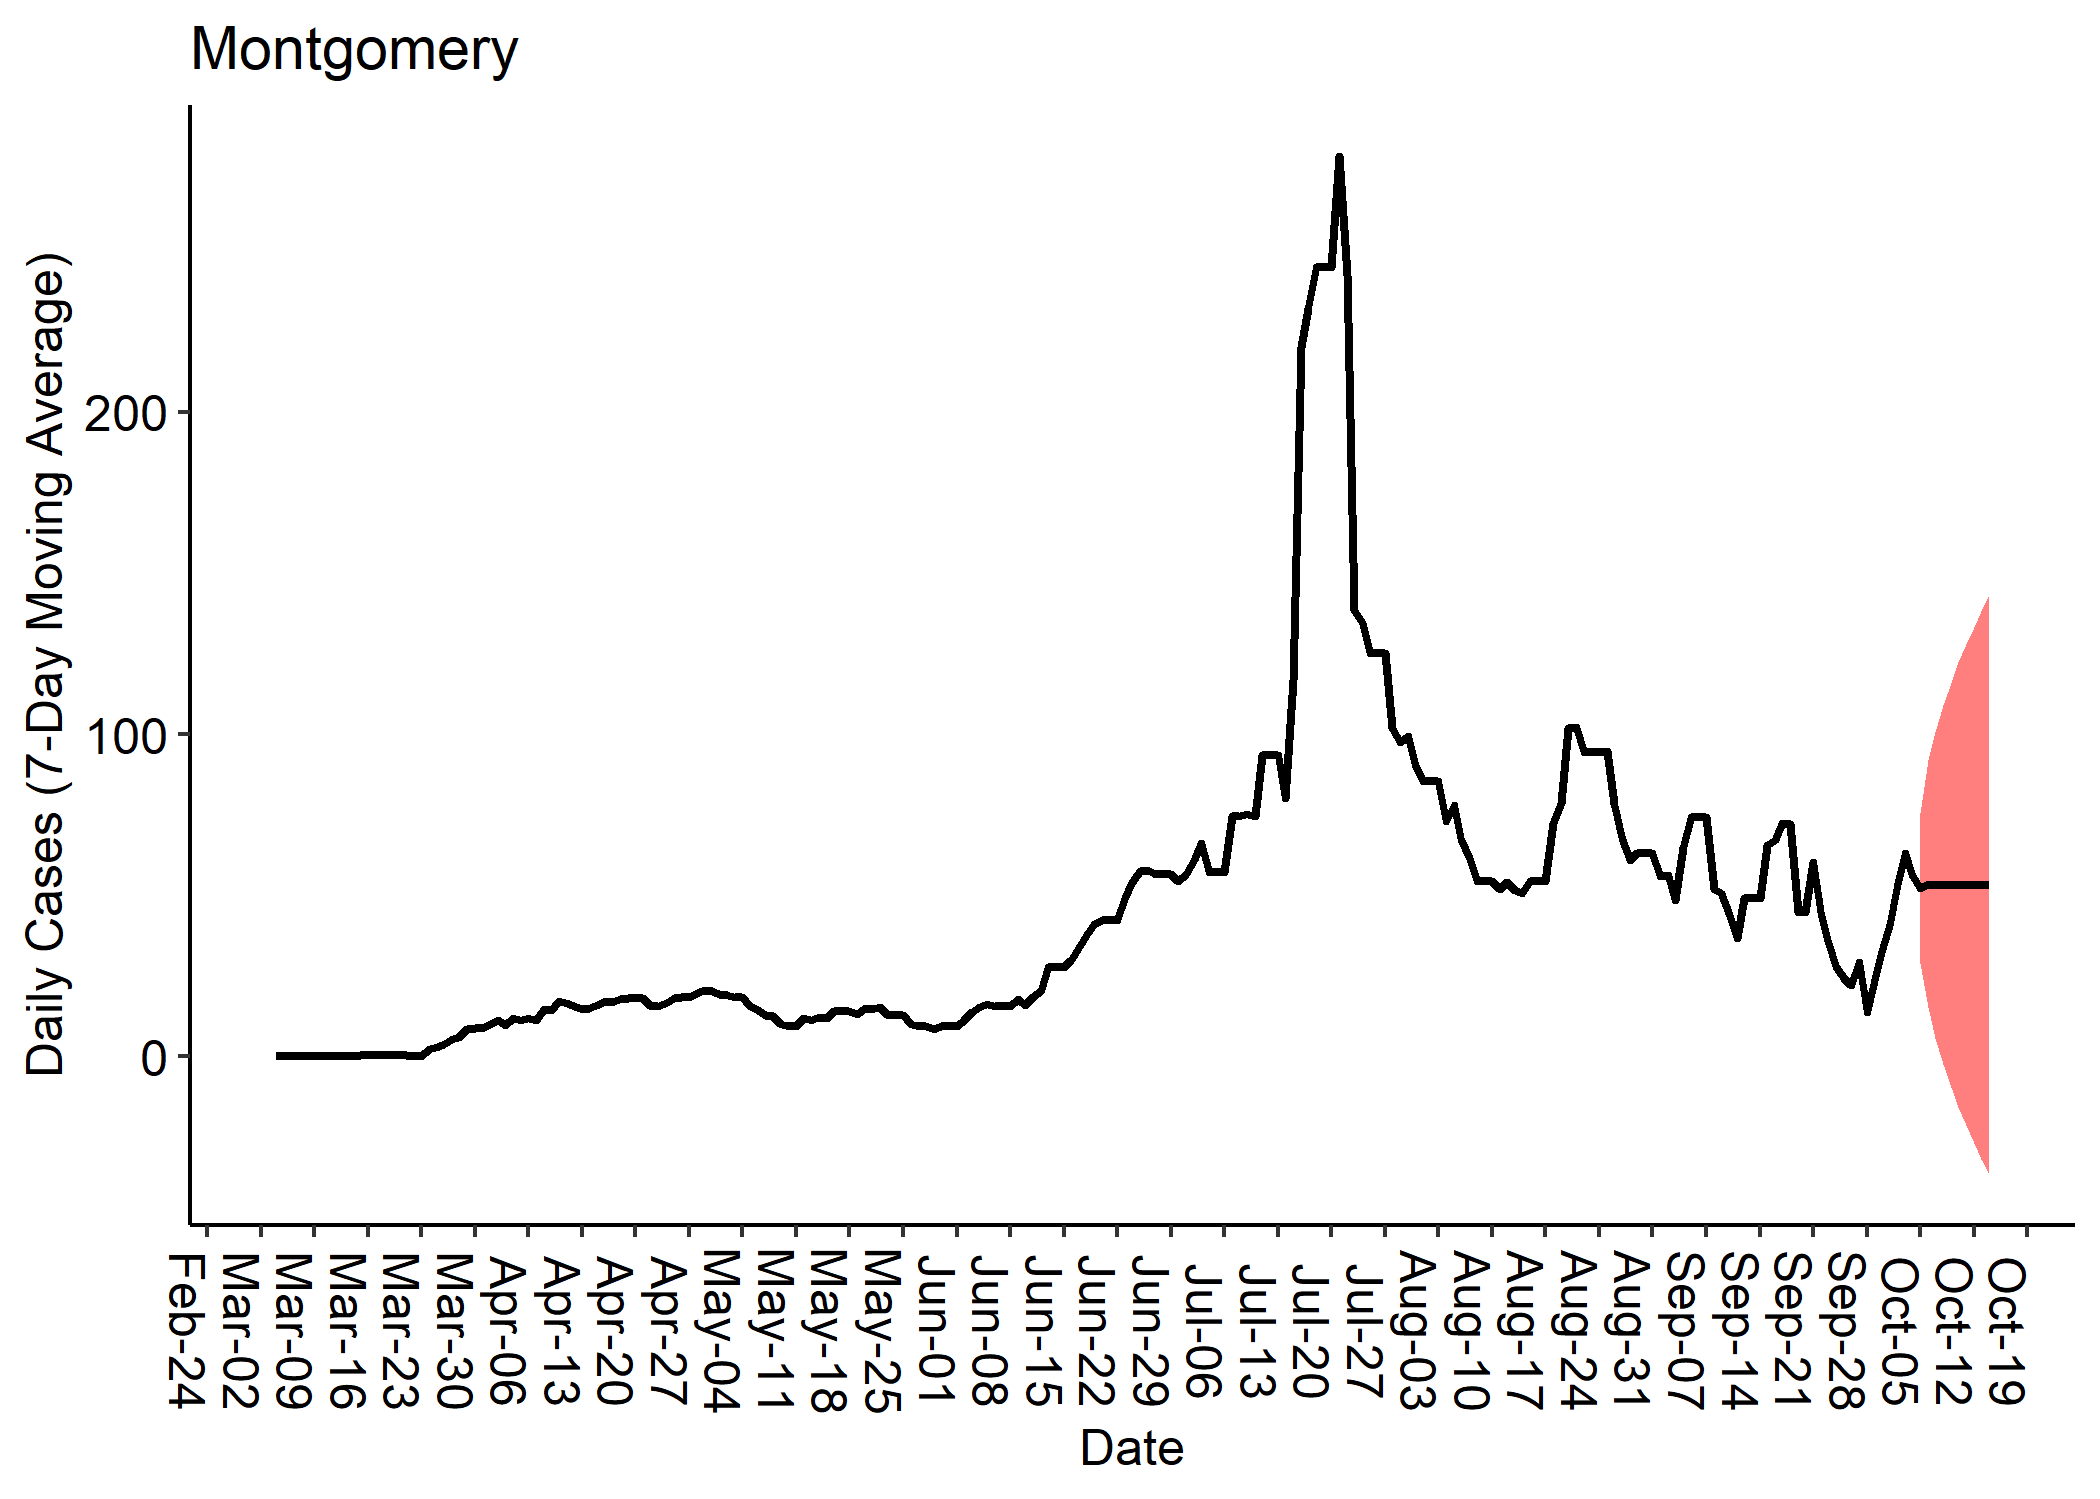 Montgomery
Daily Cases (7-Day Moving Average)
200
100
0
Feb-24
Mar-02
Mar-09
Mar-16
Mar-23
Mar-30
Apr-06
Apr-13
Apr-20
Apr-27
May-04
May-11
May-18
May-25
Jun-01
Jun-08
Jun-15
Jun-22
Jun-29
Jul-06
Jul-13
Jul-20
Jul-27
Aug-03
Aug-10
Aug-17
Aug-24
Aug-31
Sep-07
Sep-14
Sep-21
Sep-28
Oct-05
Oct-12
Oct-19
Date